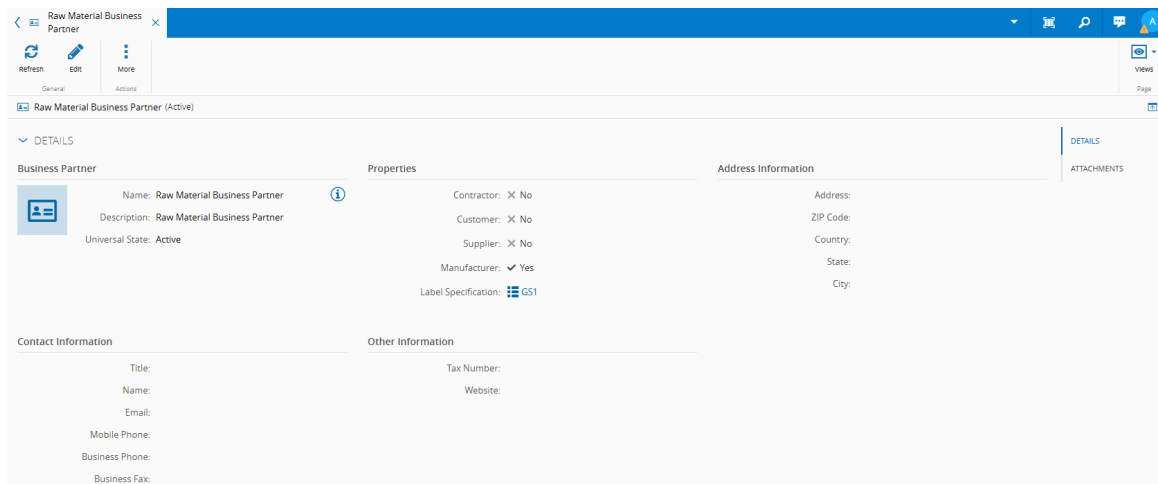 Raw Material Business
Partner
A
Refresh
Edit
More
Views
General
Actions
Page
Raw Material Business Partner (Active)
DETAILS
DETAILS
ATTACHMENTS
Business Partner
Name: Raw Material Business Partner
Description: Raw Material Business Partner
Universal State: Active
Properties
Contractor: No
Customer: No
Supplier: No
Manufacturer: Yes
Label Specification: GS1
Address Information
Address:
ZIP Code:
Country:
State:
City:
Contact Information
Title:
Name:
Email:
Mobile Phone:
Business Phone:
Business Fax:
Other Information
Tax Number:
Website: